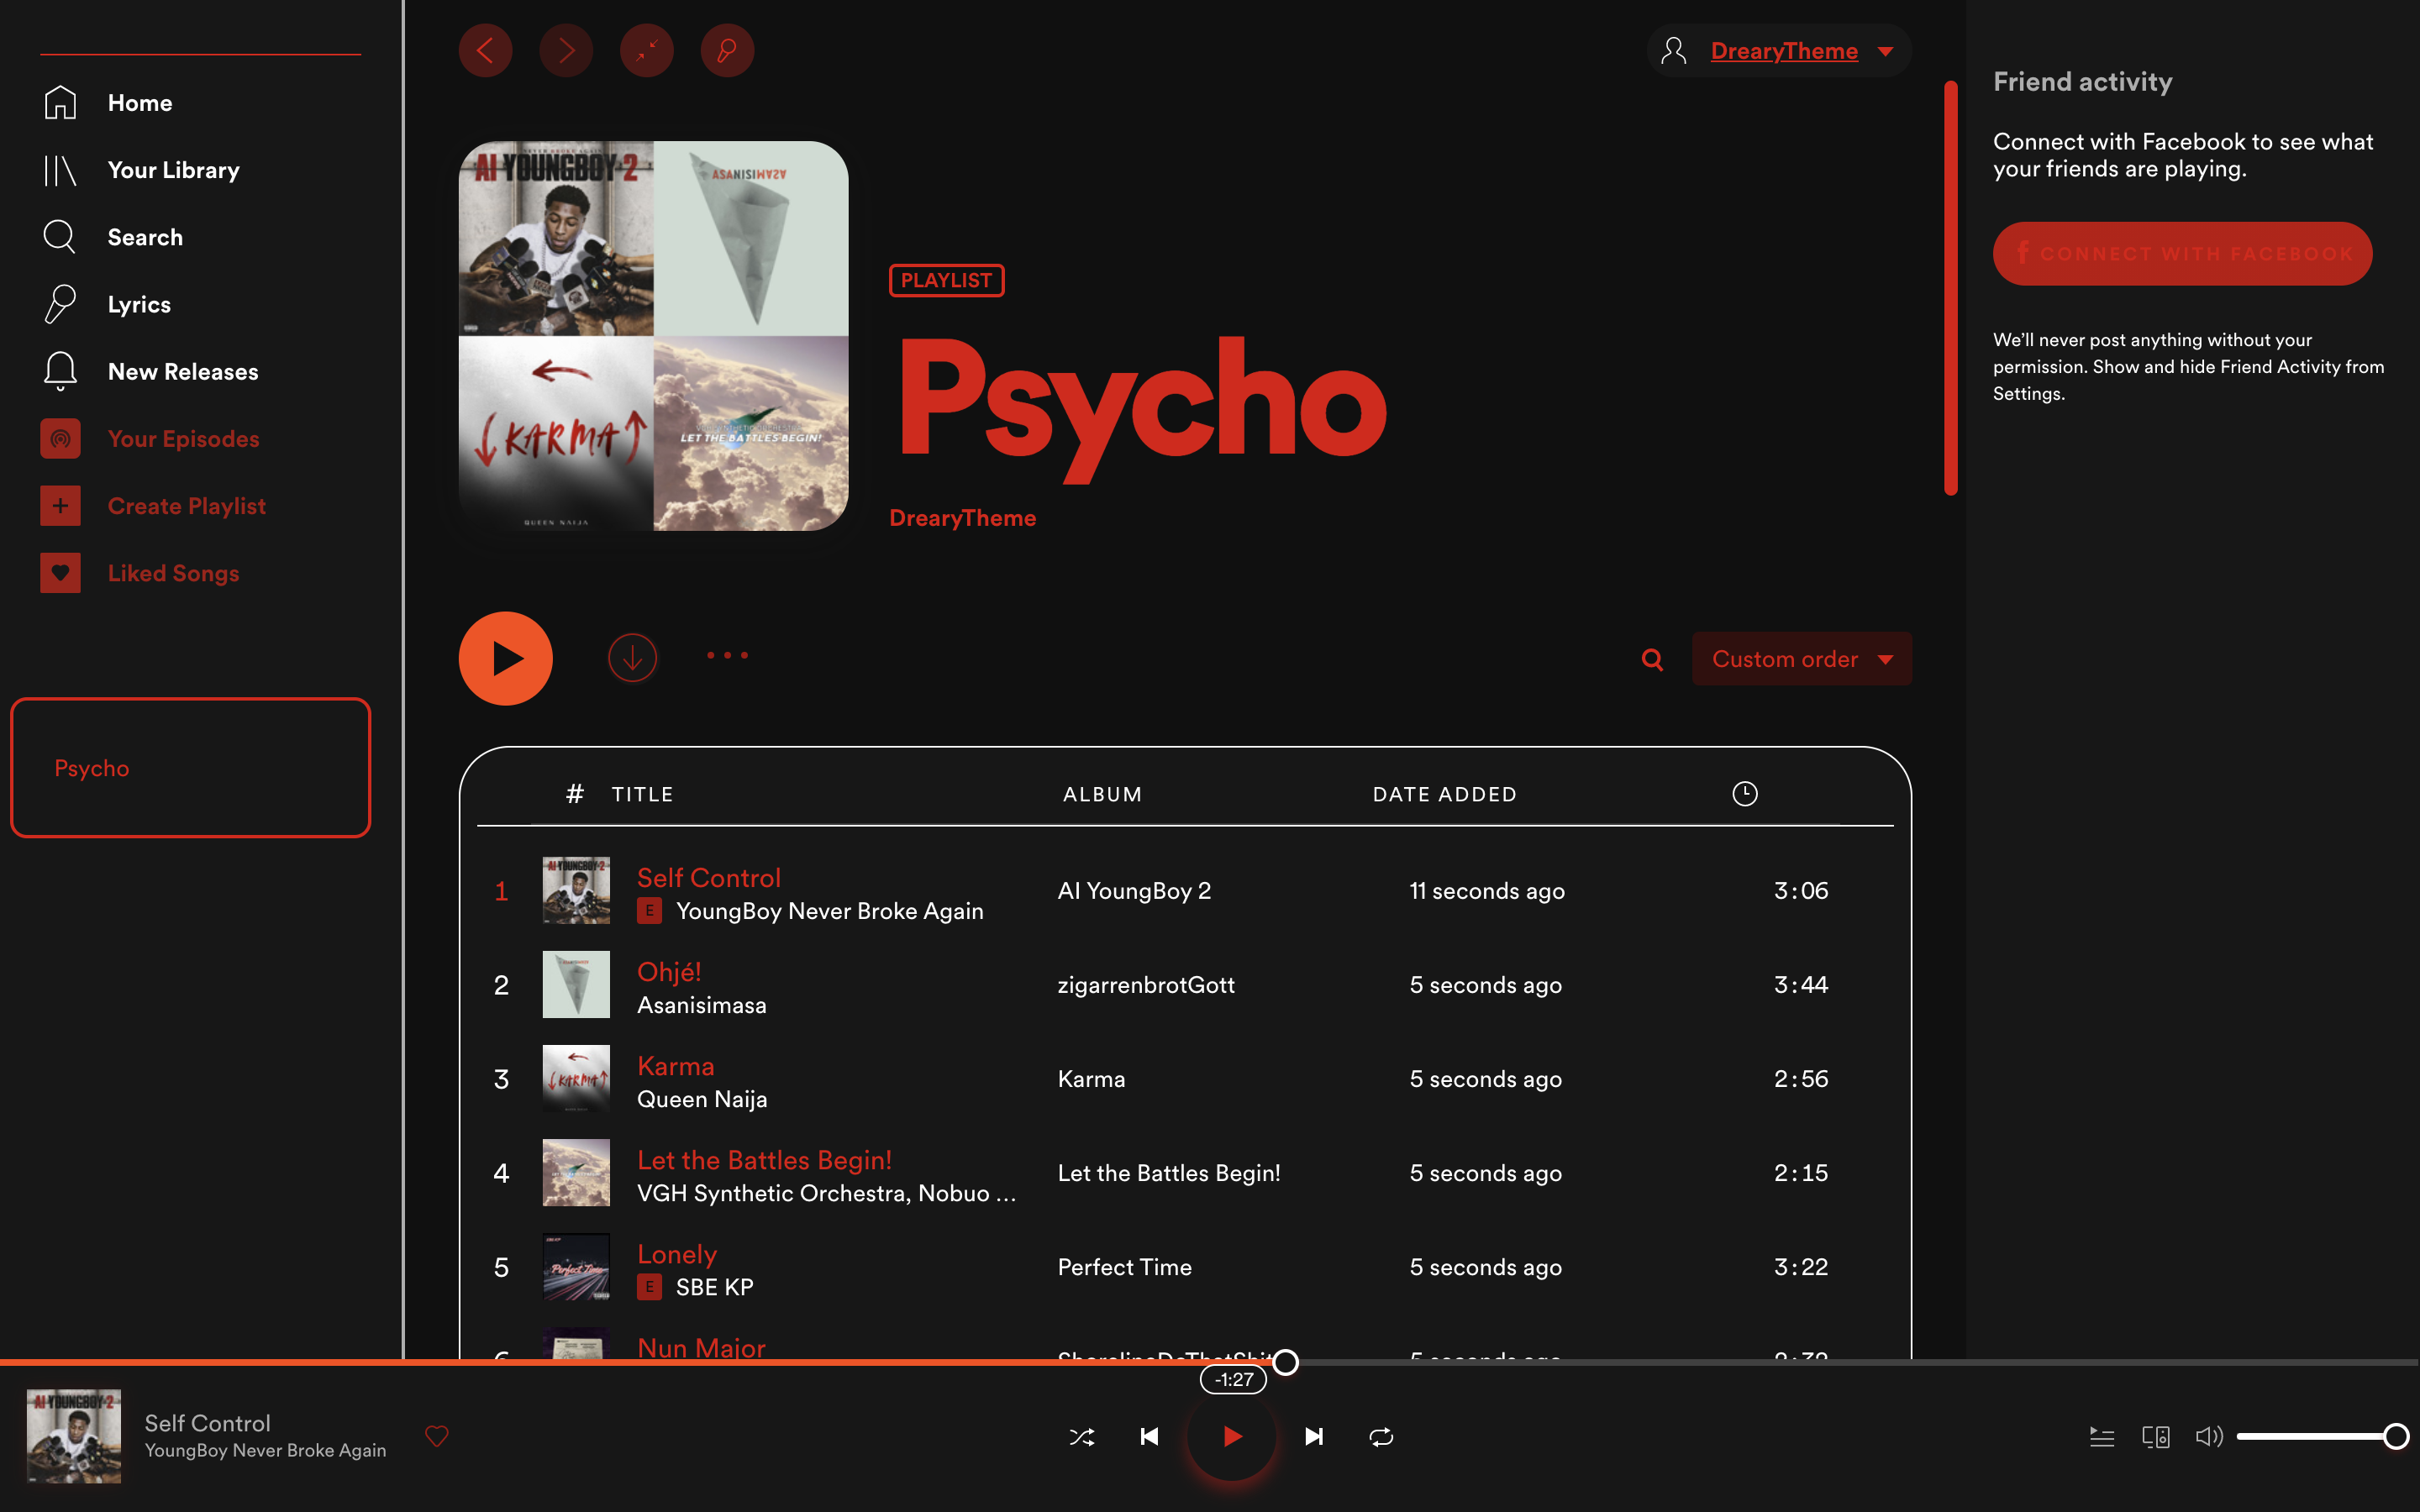 Home
Your Library
Search
Lyrics
New Releases
Your Episodes
Create Playlist
Liked Songs
Psycho
DrearyTheme
AI YOUNGBOY 2
ASANISIMASA
KARMA
QUEEN NAIJA
LET THE BATTLES BEGIN!
PLAYLIST
Psycho
DrearyTheme
Custom order
# TITLE ALBUM DATE ADDED
1 Self Control AI YoungBoy 2 11 seconds ago 3:06
E YoungBoy Never Broke Again
2 Ohjé! zigarrenbrotGott 5 seconds ago 3:44
Asanisimasa
3 Karma Karma 5 seconds ago 2:56
Queen Naija
4 Let the Battles Begin! Let the Battles Begin! 5 seconds ago 2:15
VGH Synthetic Orchestra, Nobuo ...
5 Lonely Perfect Time 5 seconds ago 3:22
E SBE KP
Nun Major
Friend activity
Connect with Facebook to see what
your friends are playing.
f CONNECT WITH FACEBOOK
We'll never post anything without your
permission. Show and hide Friend Activity from
Settings.
-1:27
Self Control
YoungBoy Never Broke Again